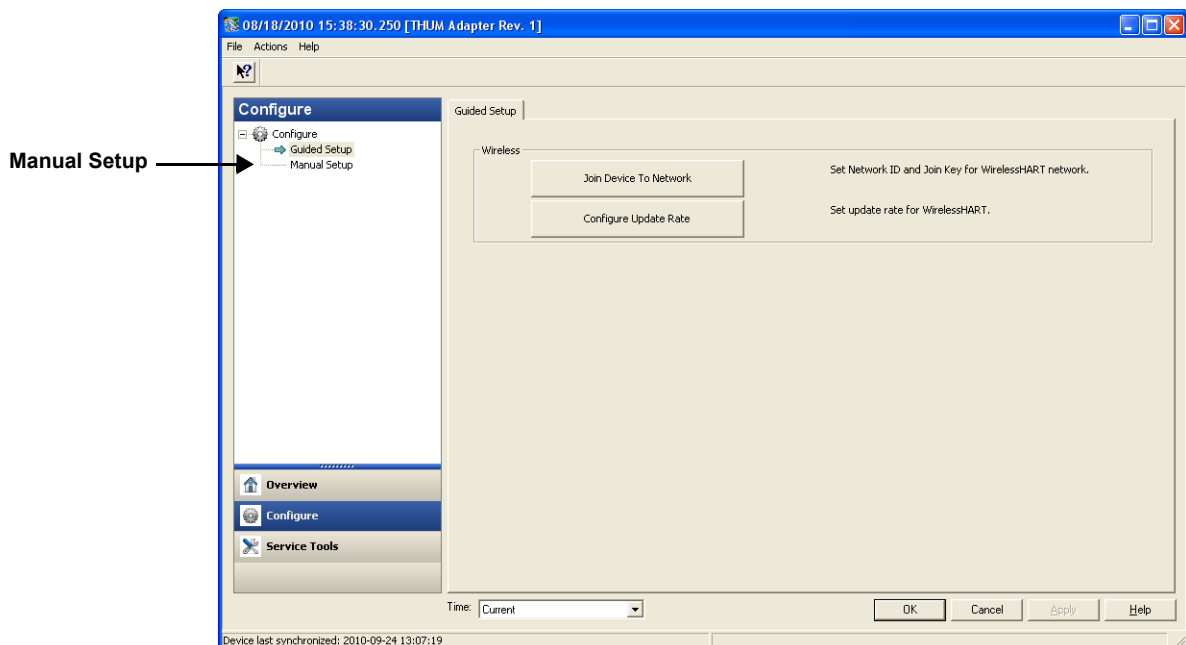 08/18/2010 15:38:30.250 [THUM Adapter Rev. 1]
File Actions Help
Configure
Guided Setup
Configure
Guided Setup
Manual Setup
Manual Setup
Wireless
Join Device To Network
Set Network ID and Join Key for WirelessHART network.
Configure Update Rate
Set update rate for WirelessHART.
Overview
Configure
Service Tools
Time: Current
OK
Cancel
Apply
Help
Device last synchronized: 2010-09-24 13:07:19